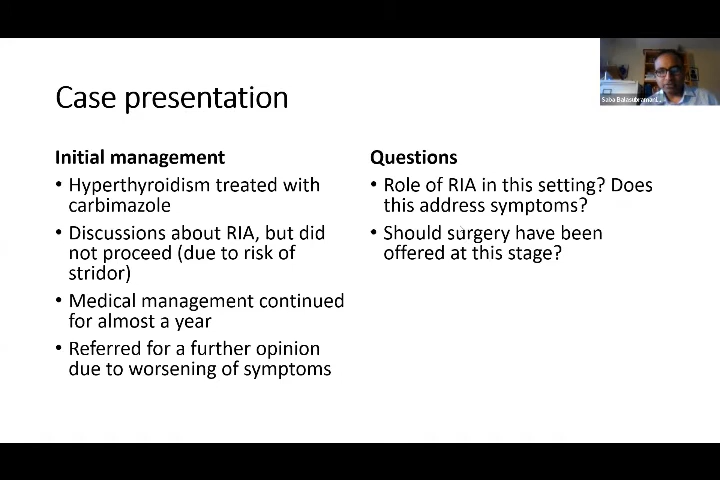 Case presentation
Initial management
• Hyperthyroidism treated with
carbimazole
• Discussions about RIA, but did
not proceed (due to risk of
stridor)
• Medical management continued
for almost a year
• Referred for a further opinion
due to worsening of symptoms
Questions
• Role of RIA in this setting? Does
this address symptoms?
• Should surgery have been
offered at this stage?
Saba Balasubramani...